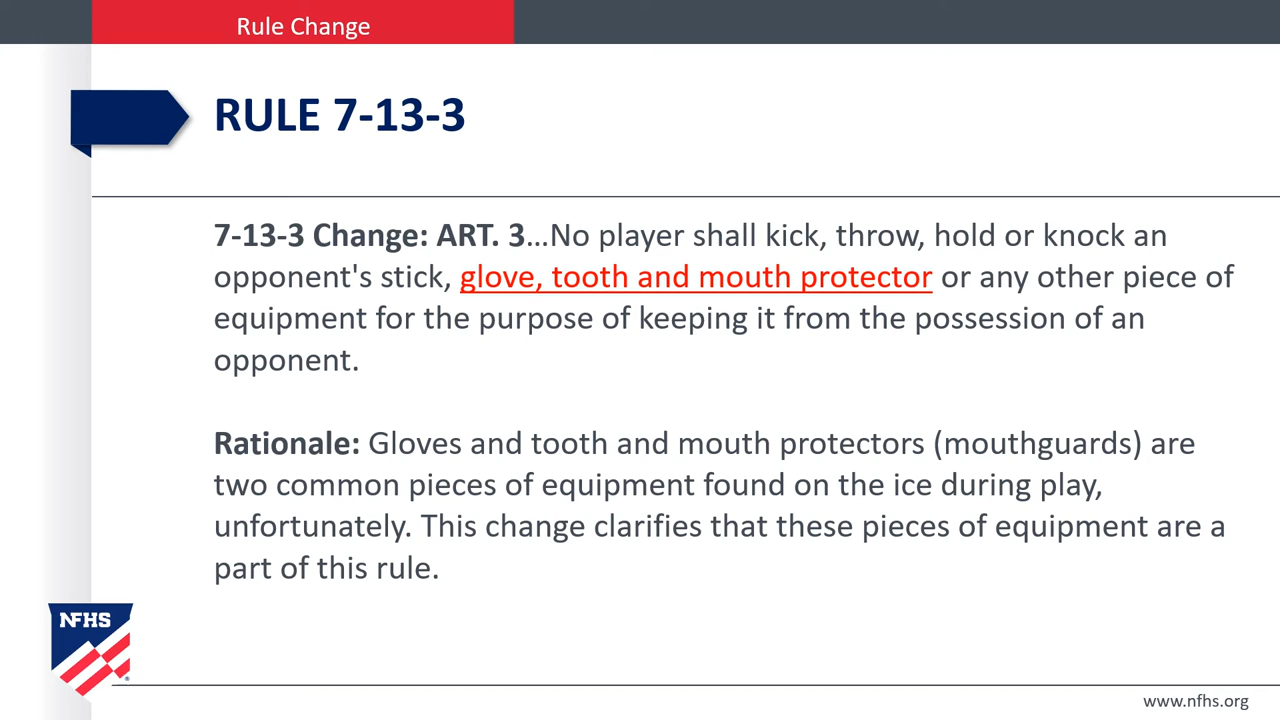 Rule Change
RULE 7-13-3
7-13-3 Change: ART. 3…No player shall kick, throw, hold or knock an
opponent's stick, glove, tooth and mouth protector or any other piece of
equipment for the purpose of keeping it from the possession of an
opponent.
Rationale: Gloves and tooth and mouth protectors (mouthguards) are
two common pieces of equipment found on the ice during play,
unfortunately. This change clarifies that these pieces of equipment are a
part of this rule.
NFHS
®
www.nfhs.org